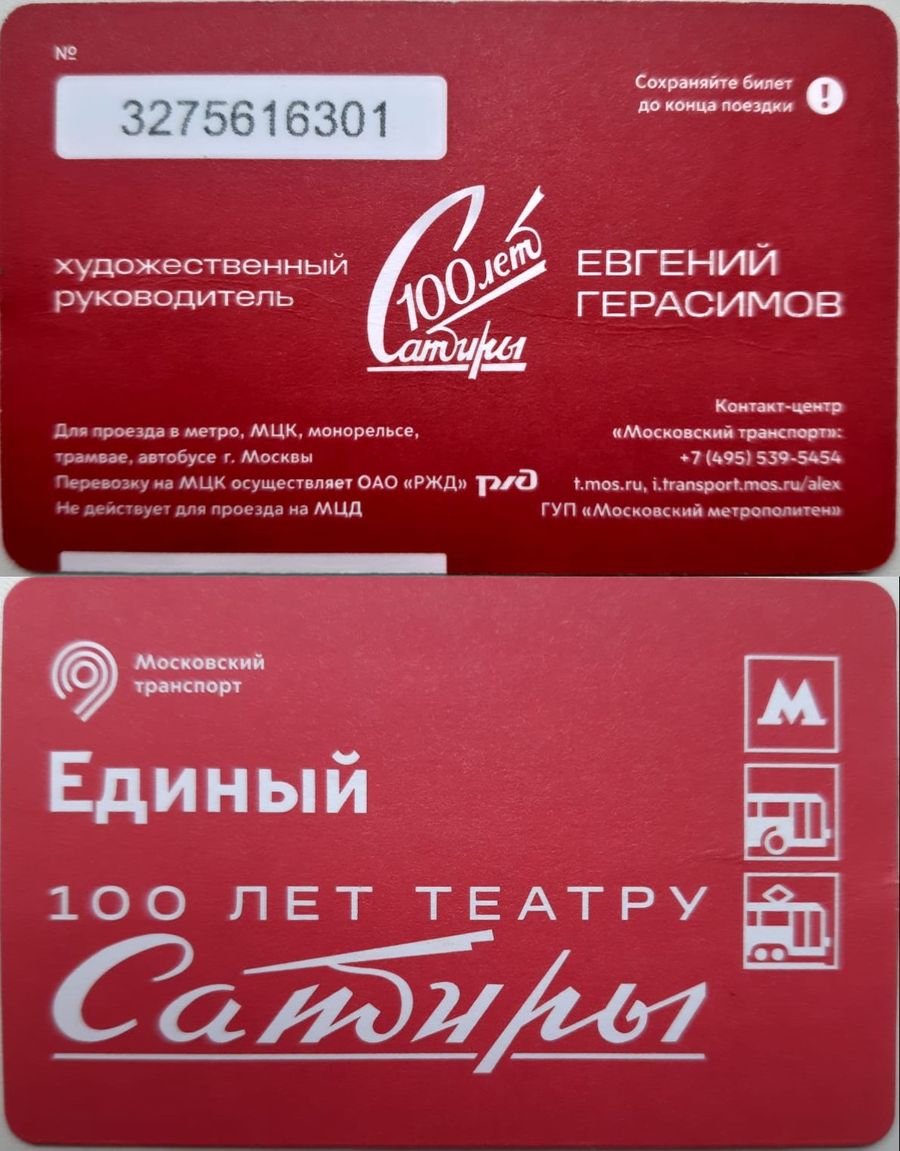 №
3275616301
Сохраняйте билет
до конца поездки
!
художественный
руководитель
100 лет
Сатиры
ЕВГЕНИЙ
ГЕРАСИМОВ
Для проезда в метро, МЦК, монорельсе,
трамвае, автобусе г. Москвы
Перевозку на МЦК осуществляет ОАО «РЖД» РЖД
Не действует для проезда на МЦД
Контакт-центр
«Московский транспорт»:
+7 (495) 539-5454
t.mos.ru, i.transport.mos.ru/alex
ГУП «Московский метрополитен»
Московский
транспорт
М
Единый
100 ЛЕТ ТЕАТРУ
Сатиры